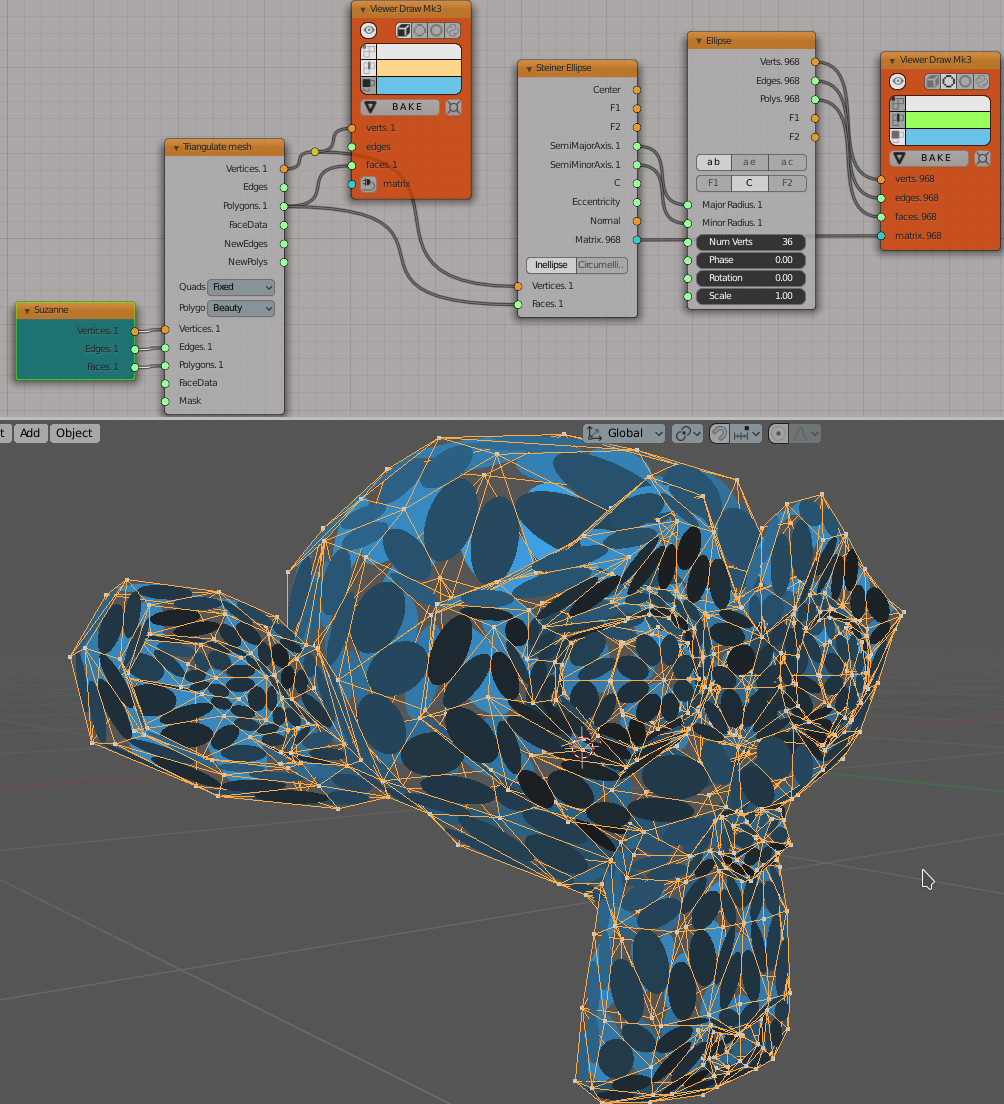 Viewer Draw Mk3
BAKE
verts. 1
edges
faces. 1
matrix
Triangulate mesh
Vertices. 1
Edges
Polygons. 1
FaceData
NewEdges
NewPolys
Quads Fixed
Polygo Beauty
Vertices. 1
Edges. 1
Polygons. 1
FaceData
Mask
Suzanne
Vertices. 1
Edges. 1
Faces. 1
Steiner Ellipse
Center
F1
F2
SemiMajorAxis. 1
SemiMinorAxis. 1
C
Eccentricity
Normal
Matrix. 968
Inellipse Circumelli..
Vertices. 1
Faces. 1
Ellipse
Verts. 968
Edges. 968
Polys. 968
F1
F2
ab ae ac
F1 C F2
Major Radius. 1
Minor Radius. 1
Num Verts 36
Phase 0.00
Rotation 0.00
Scale 1.00
Viewer Draw Mk3
BAKE
verts. 968
edges. 968
faces. 968
matrix. 968
t Add Object Global